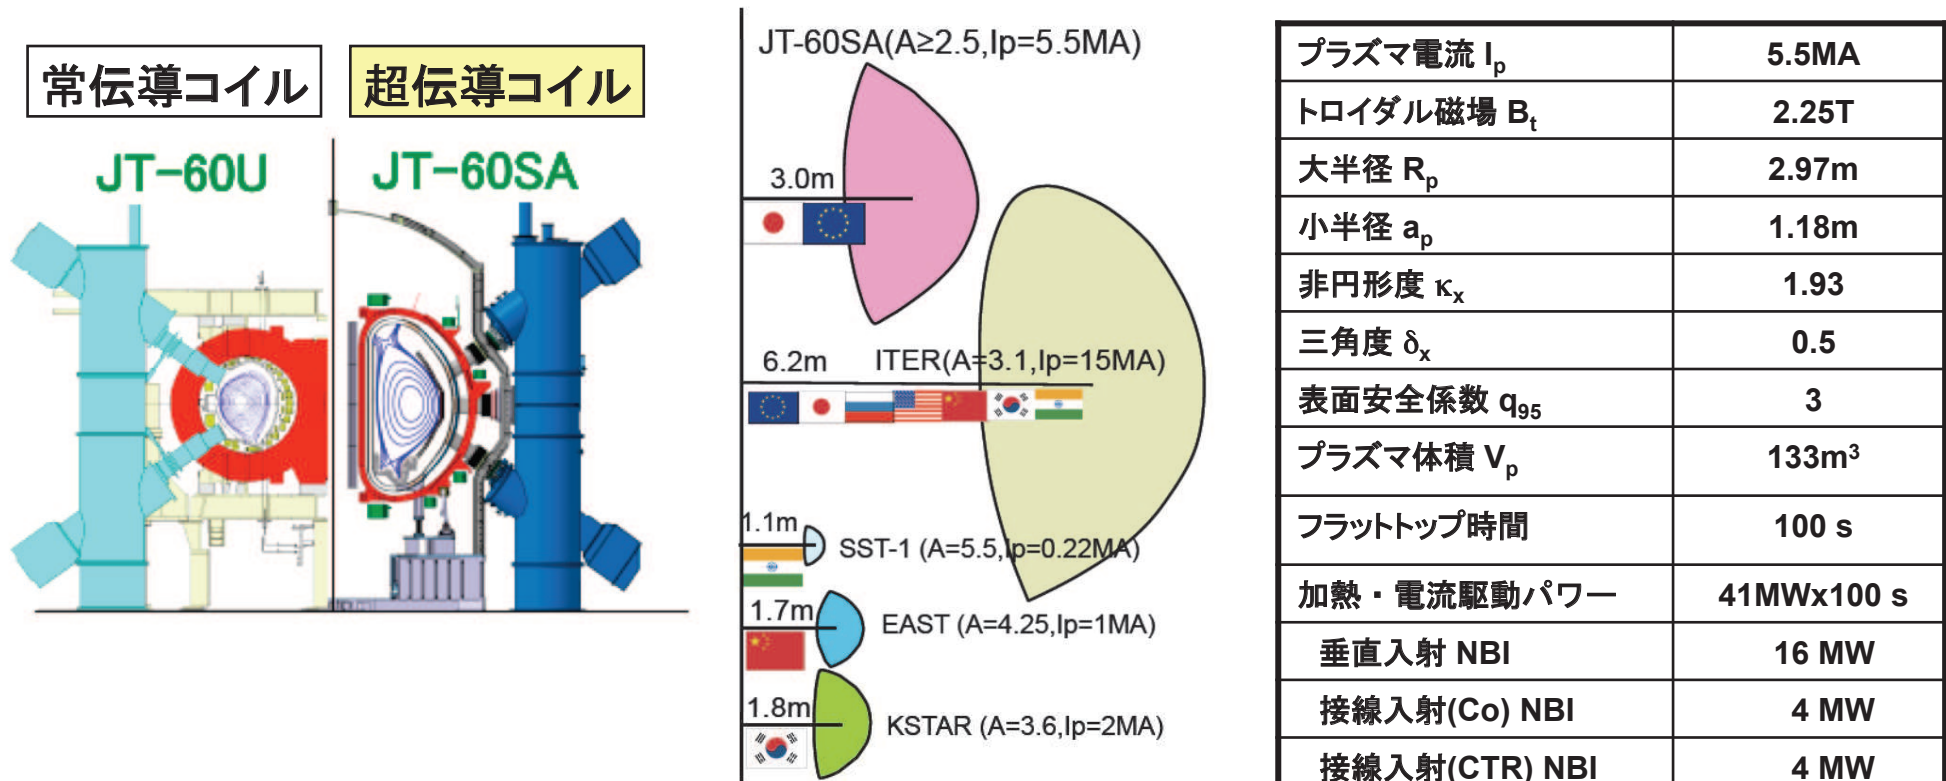 常伝導コイル
超伝導コイル
JT-60U
JT-60SA
JT-60SA(A≥2.5,Ip=5.5MA)
3.0m
6.2m
ITER(A=3.1,Ip=15MA)
1.1m
SST-1 (A=5.5,Ip=0.22MA)
1.7m
EAST (A=4.25,Ip=1MA)
1.8m
KSTAR (A=3.6,Ip=2MA)
プラズマ電流 Ip 5.5MA
トロイダル磁場 Bt 2.25T
大半径 Rp 2.97m
小半径 ap 1.18m
非円形度 κx 1.93
三角度 δx 0.5
表面安全係数 q95 3
プラズマ体積 Vp 133m³
フラットトップ時間 100 s
加熱・電流駆動パワー 41MWx100 s
垂直入射 NBI 16 MW
接線入射(Co) NBI 4 MW
接線入射(CTR) NBI 4 MW